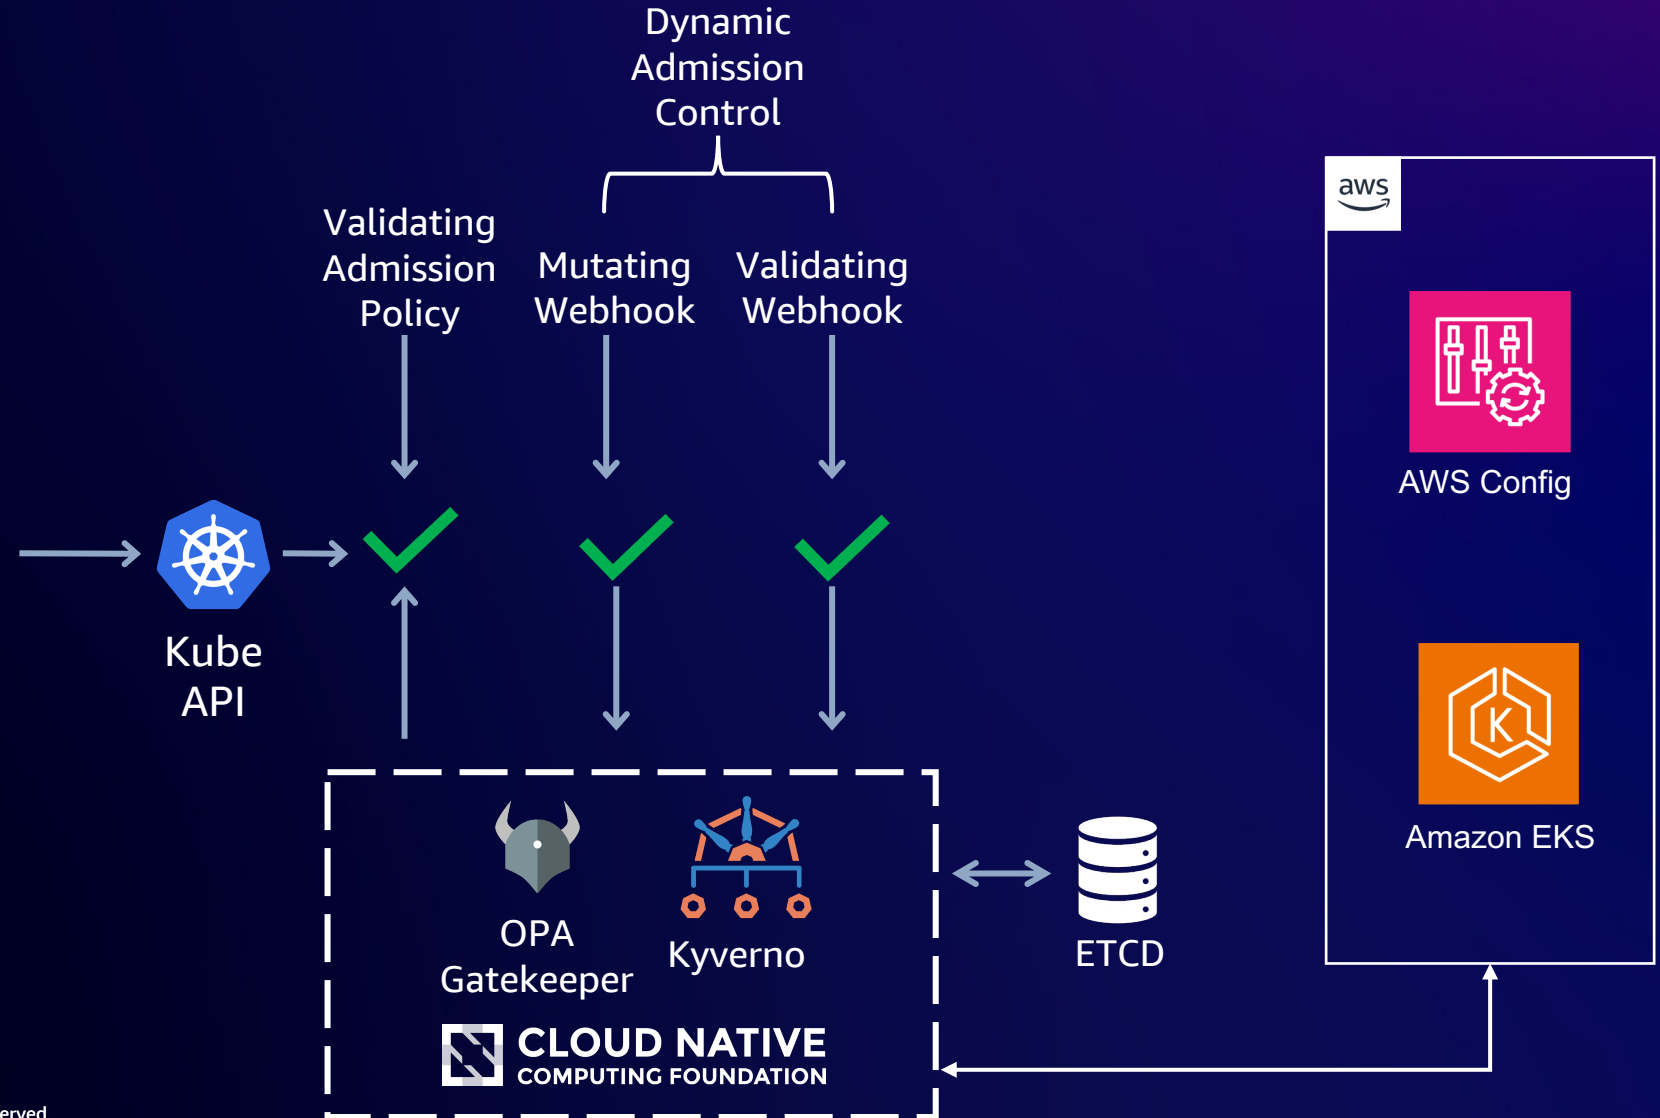 Dynamic
Admission
Control
Validating
Admission
Policy
Mutating
Webhook
Validating
Webhook
aws
AWS Config
Kube
API
K
Amazon EKS
OPA
Gatekeeper
Kyverno
ETCD
CLOUD NATIVE
COMPUTING FOUNDATION